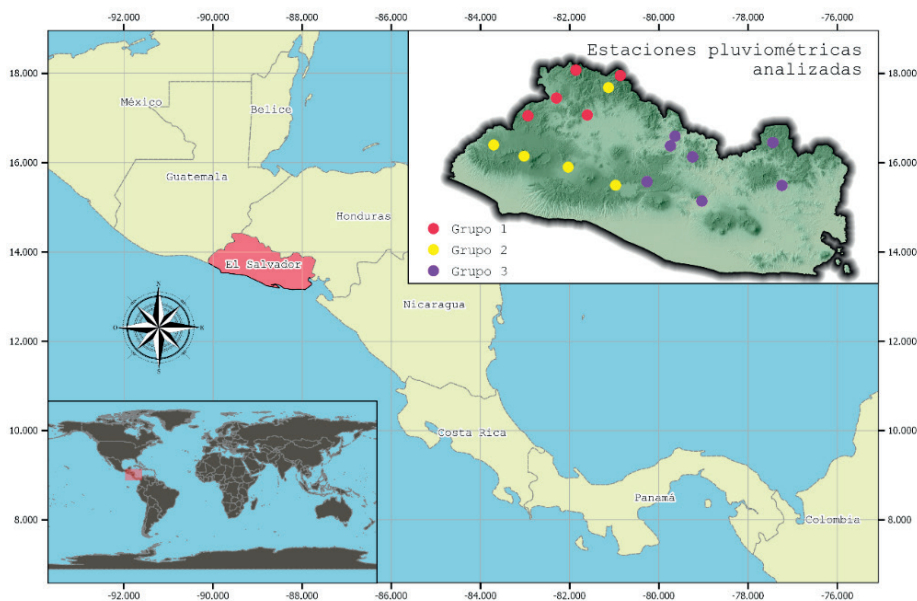 -92.000 -90.000 -88.000 -86.000 -84.000 -82.000 -80.000 -78.000 -76.000
18.000
16.000
14.000
12.000
10.000
8.000
Estaciones pluviométricas
analizadas
Grupo 1
Grupo 2
Grupo 3
México
Belice
Guatemala
Honduras
El Salvador
Nicaragua
N
Costa Rica
Panamá
Colombia
18.000
16.000
14.000
12.000
10.000
8.000
-92.000 -90.000 -88.000 -86.000 -84.000 -82.000 -80.000 -78.000 -76.000